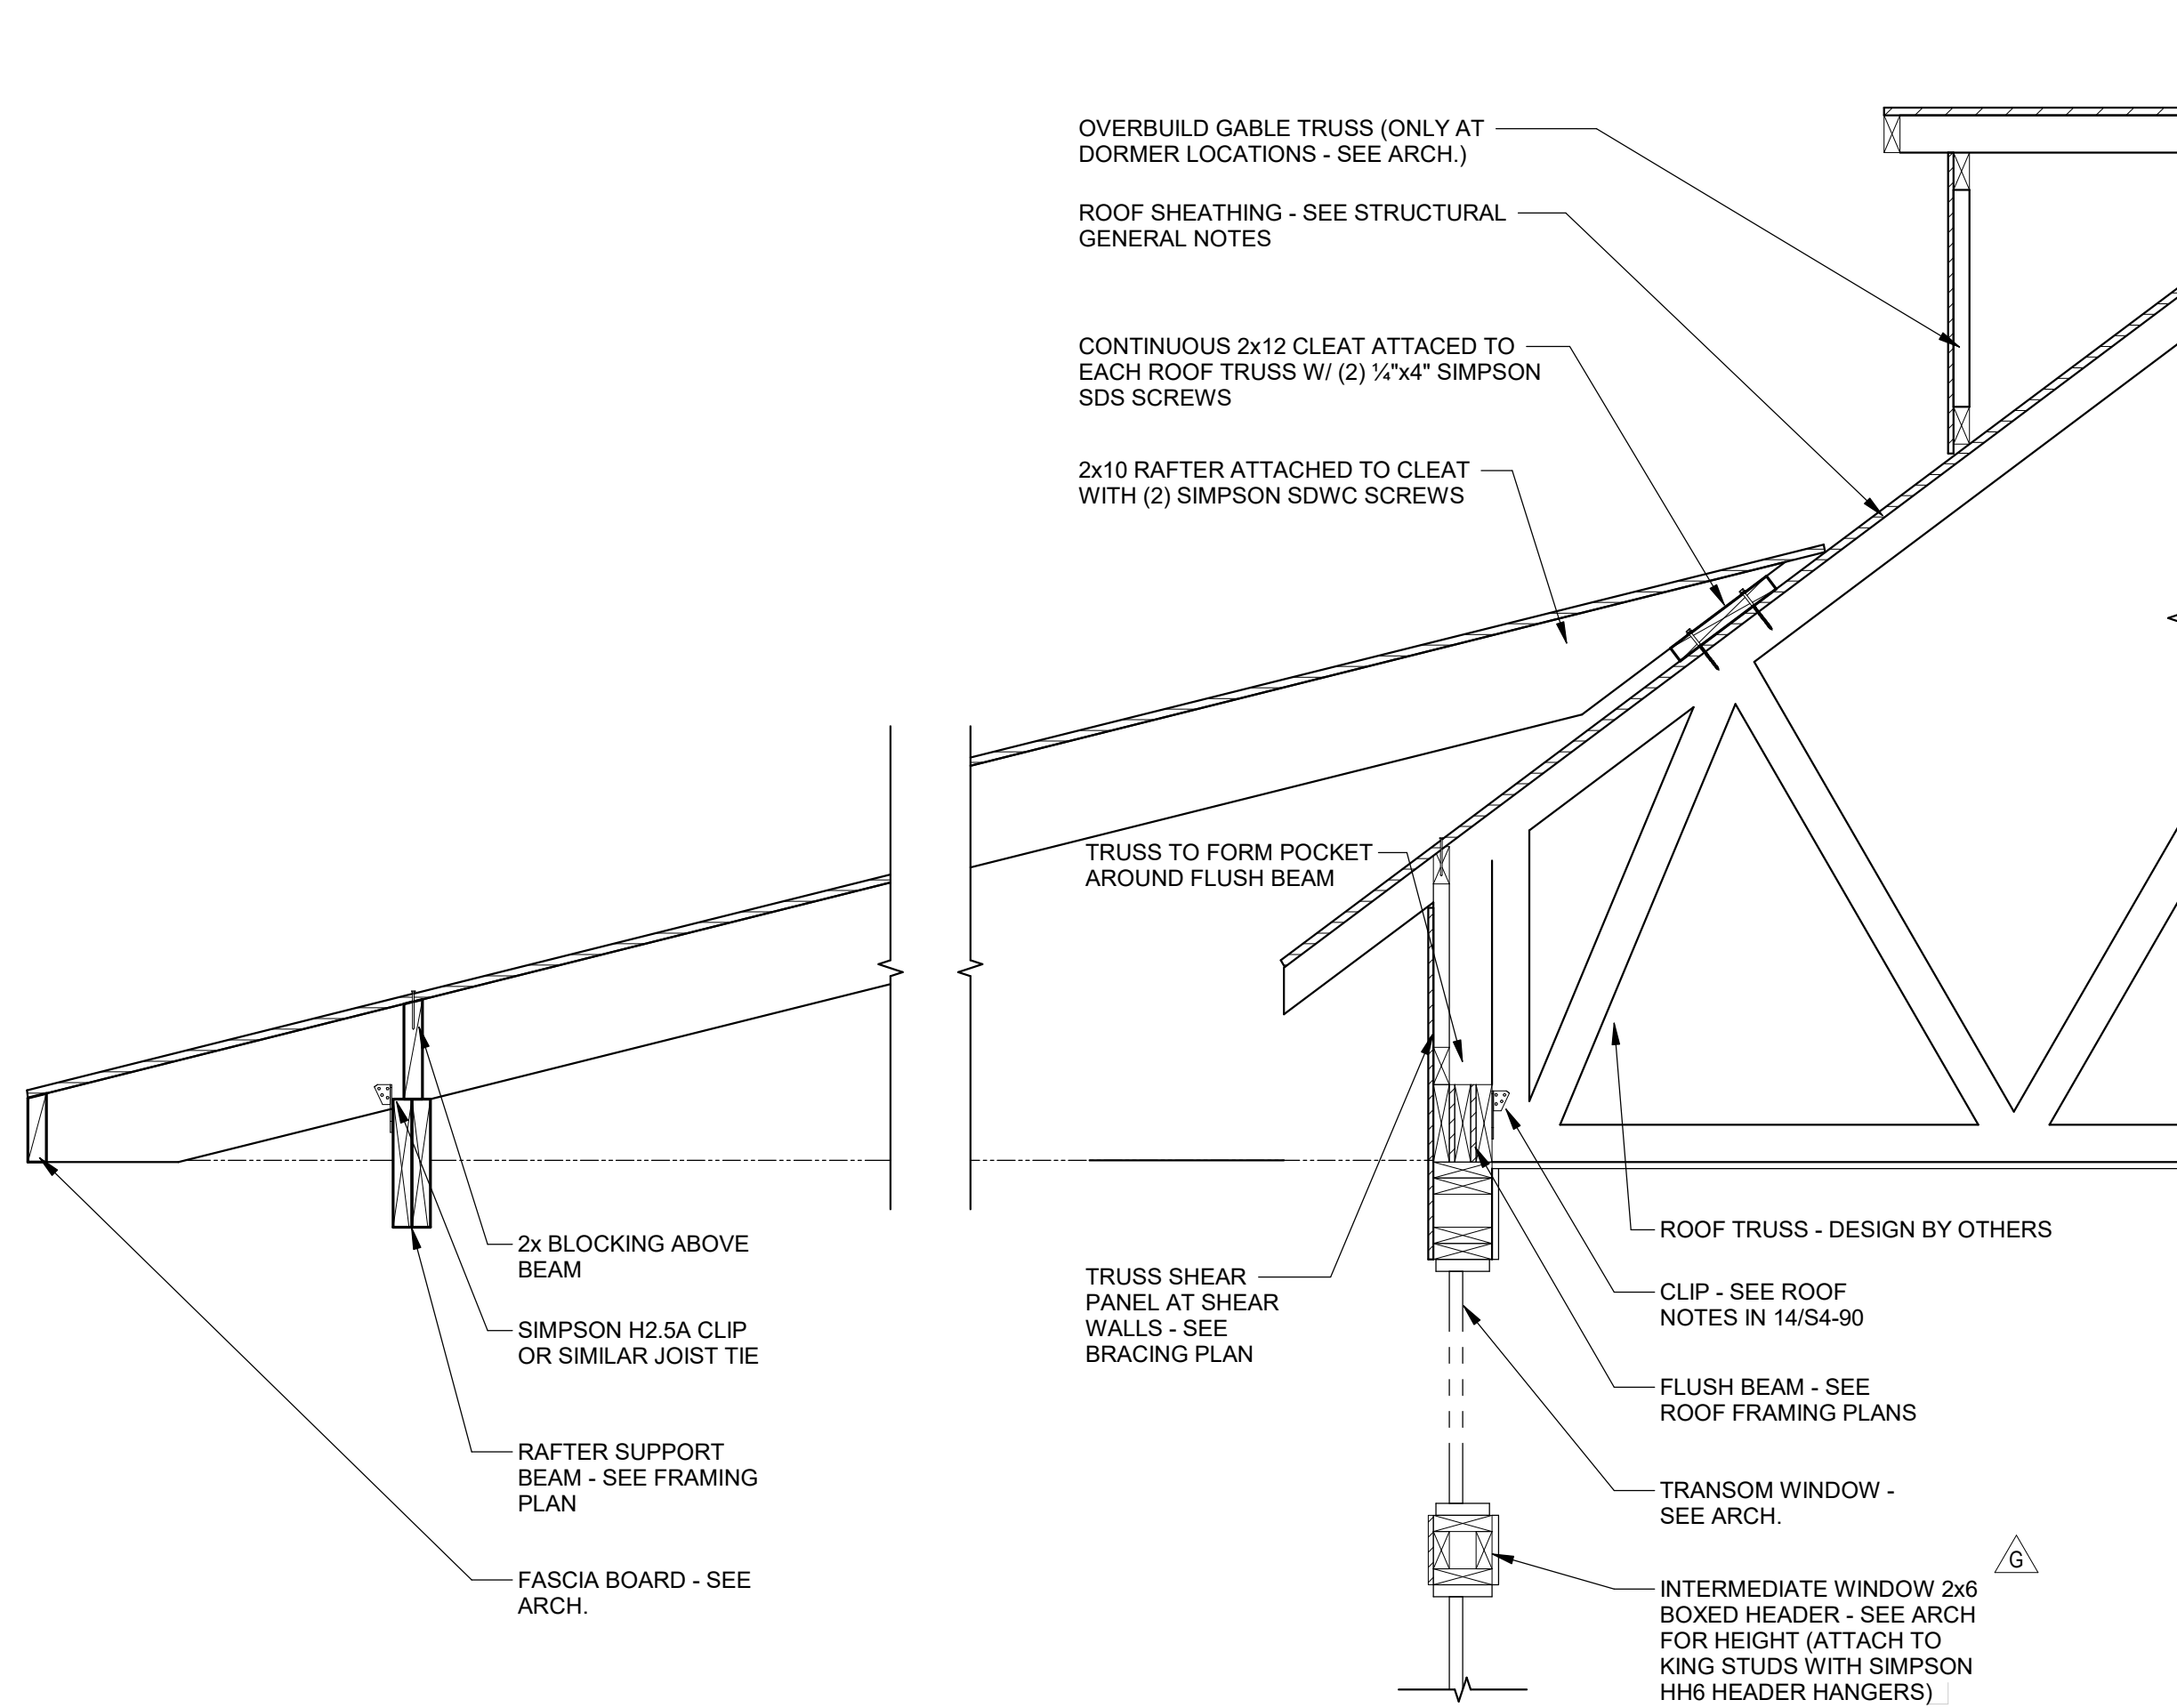 OVERBUILD GABLE TRUSS (ONLY AT
DORMER LOCATIONS - SEE ARCH.)
ROOF SHEATHING - SEE STRUCTURAL
GENERAL NOTES
CONTINUOUS 2x12 CLEAT ATTACED TO
EACH ROOF TRUSS W/ (2) ¼"x4" SIMPSON
SDS SCREWS
2x10 RAFTER ATTACHED TO CLEAT
WITH (2) SIMPSON SDWC SCREWS
TRUSS TO FORM POCKET
AROUND FLUSH BEAM
2x BLOCKING ABOVE
BEAM
SIMPSON H2.5A CLIP
OR SIMILAR JOIST TIE
RAFTER SUPPORT
BEAM - SEE FRAMING
PLAN
FASCIA BOARD - SEE
ARCH.
TRUSS SHEAR
PANEL AT SHEAR
WALLS - SEE
BRACING PLAN
ROOF TRUSS - DESIGN BY OTHERS
CLIP - SEE ROOF
NOTES IN 14/S4-90
FLUSH BEAM - SEE
ROOF FRAMING PLANS
TRANSOM WINDOW -
SEE ARCH.
G
INTERMEDIATE WINDOW 2x6
BOXED HEADER - SEE ARCH
FOR HEIGHT (ATTACH TO
KING STUDS WITH SIMPSON
HH6 HEADER HANGERS)